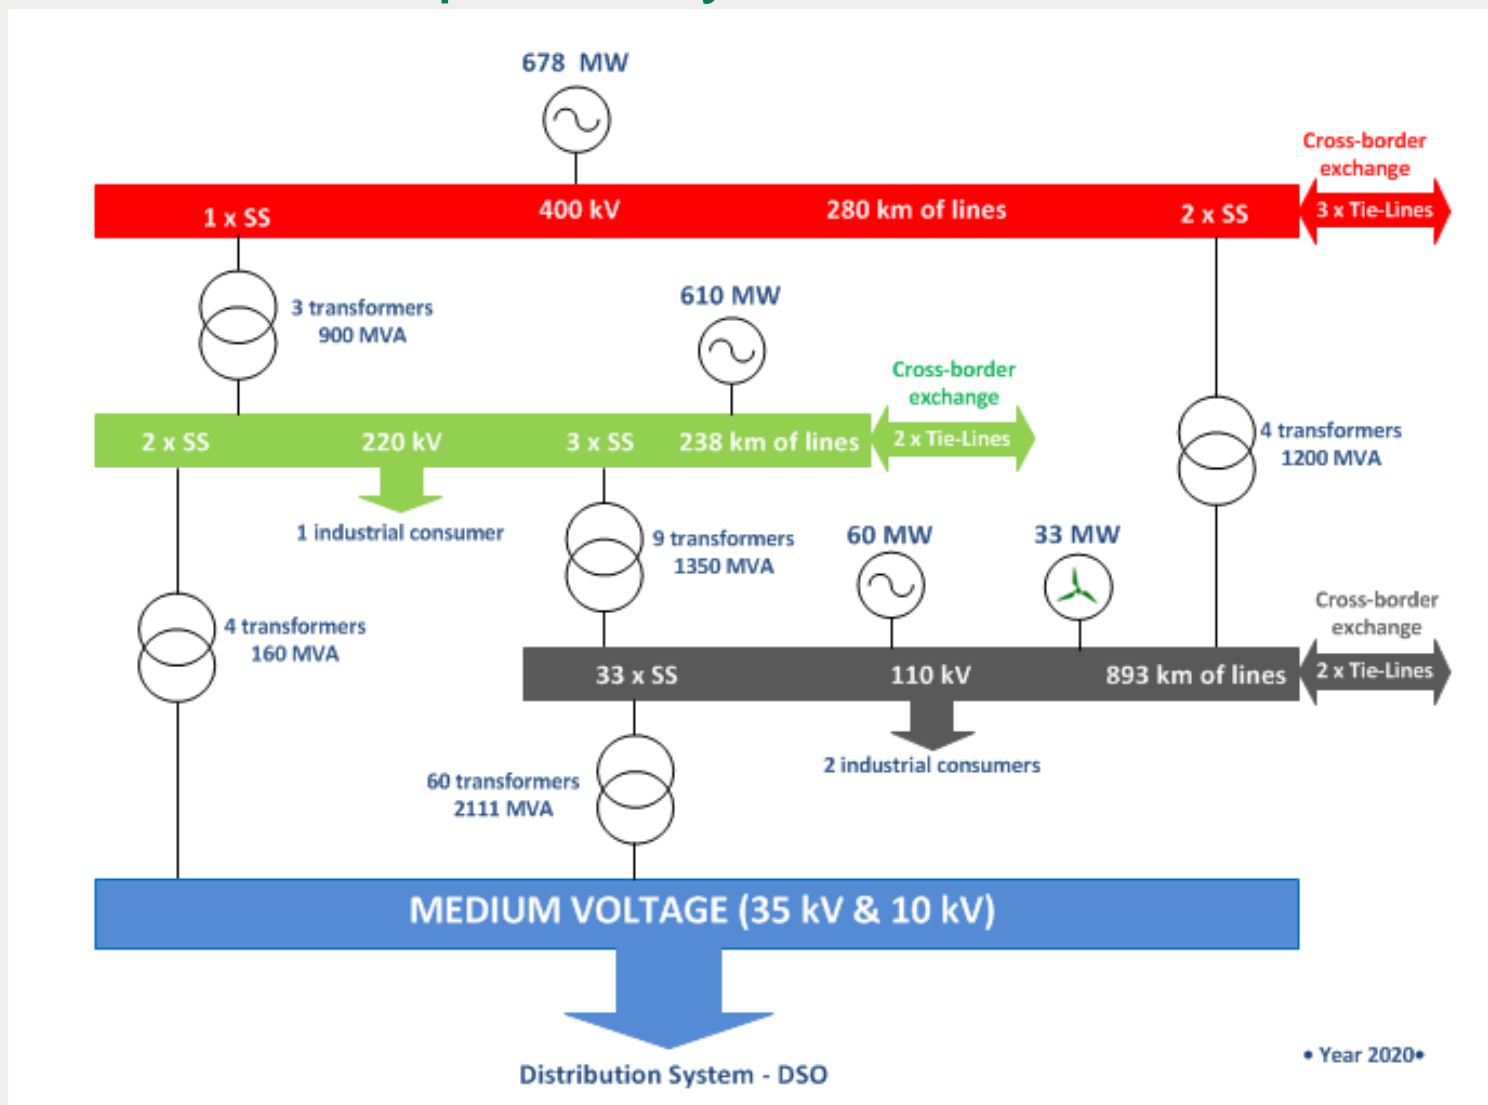 678 MW
Cross-border
exchange
1 x SS
400 kV
280 km of lines
2 x SS
3 x Tie-Lines
3 transformers
900 MVA
610 MW
Cross-border
exchange
2 x SS
220 kV
3 x SS
238 km of lines
2 x Tie-Lines
4 transformers
1200 MVA
1 industrial consumer
9 transformers
1350 MVA
60 MW
33 MW
Cross-border
exchange
4 transformers
160 MVA
33 x SS
110 kV
893 km of lines
2 x Tie-Lines
2 industrial consumers
60 transformers
2111 MVA
MEDIUM VOLTAGE (35 kV & 10 kV)
• Year 2020•
Distribution System - DSO